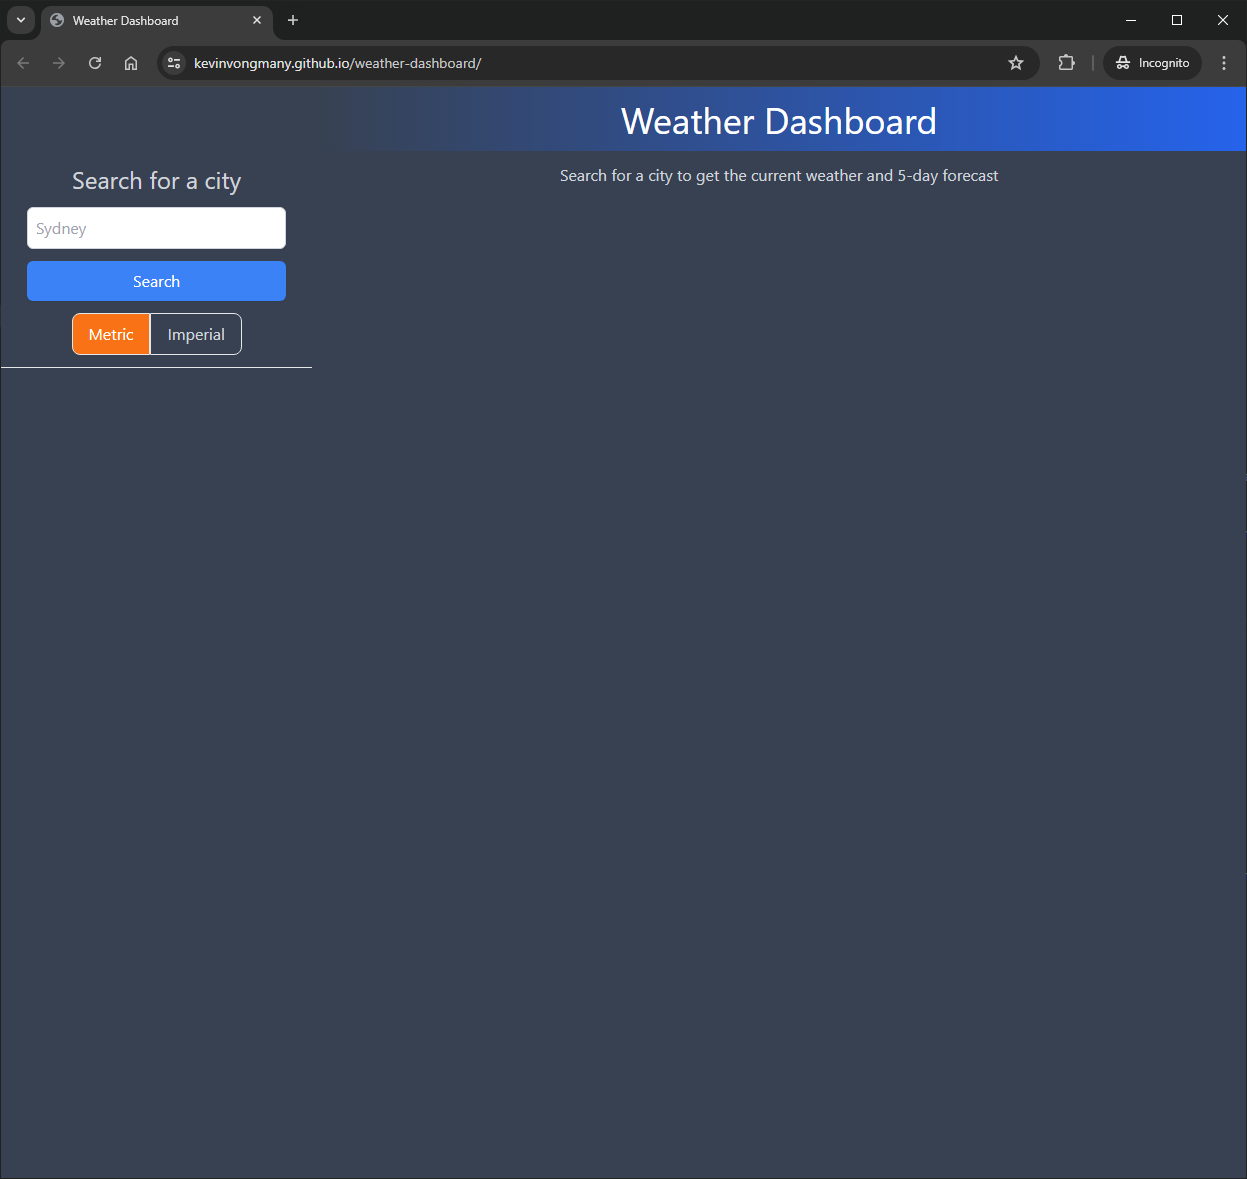 Weather Dashboard
kevinvongmany.github.io/weather-dashboard/
Incognito
Weather Dashboard
Search for a city to get the current weather and 5-day forecast
Search for a city
Sydney
Search
Metric Imperial